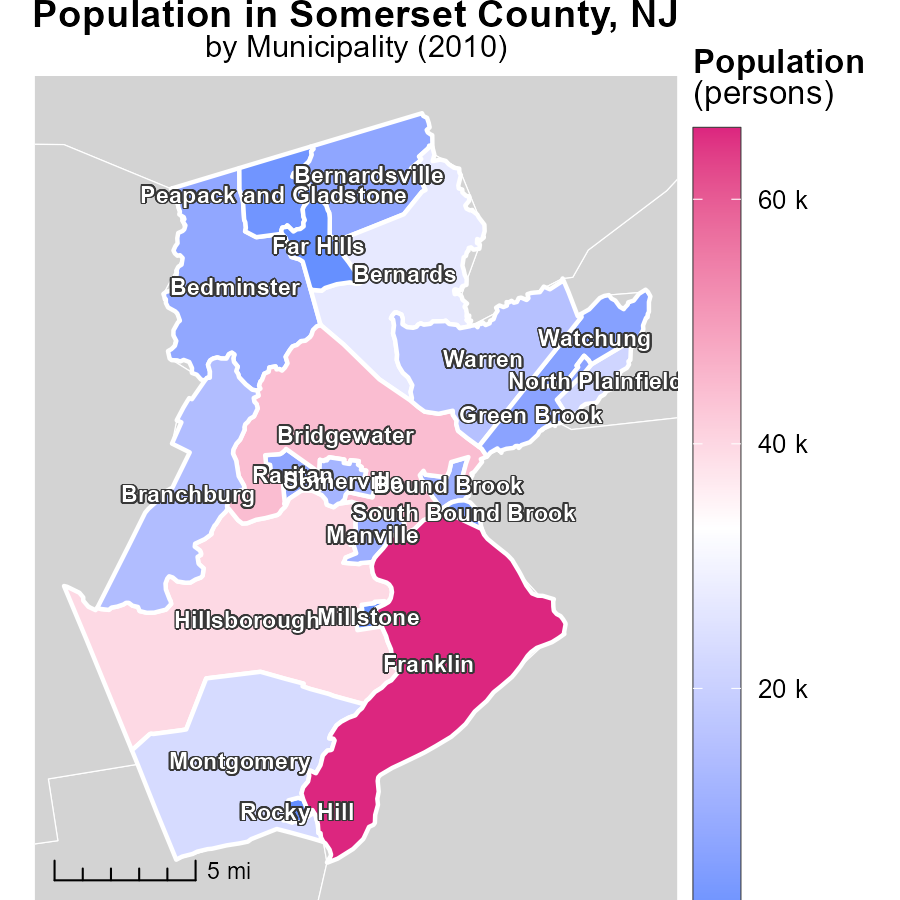 Population in Somerset County, NJ
by Municipality (2010)
Population
(persons)
60 k
40 k
20 k
Bernardsville
Peapack and Gladstone
Far Hills
Bernards
Bedminster
Watchung
Warren
North Plainfield
Green Brook
Bridgewater
Raritan
Somerville
Bound Brook
Branchburg
South Bound Brook
Manville
Hillsborough
Millstone
Franklin
Montgomery
Rocky Hill
5 mi